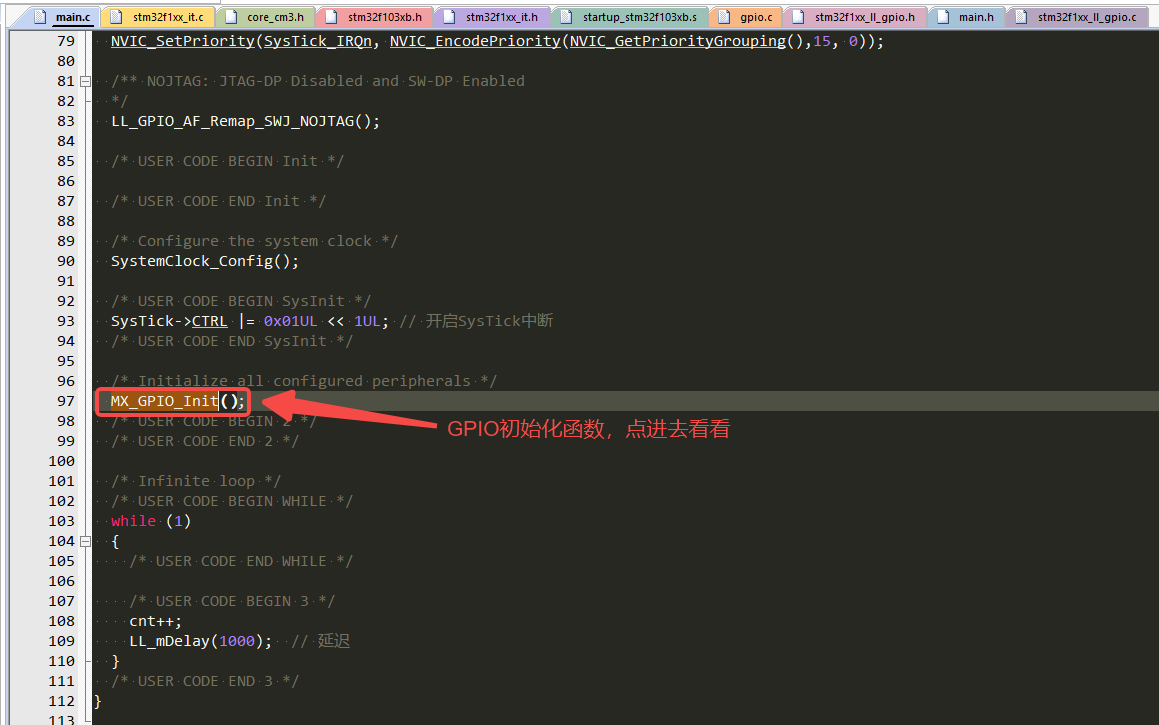 main.c stm32f1xx_it.c core_cm3.h stm32f103xb.h stm32f1xx_it.h startup_stm32f103xb.s gpio.c stm32f1xx_ll_gpio.h main.h stm32f1xx_ll_gpio.c
79 NVIC_SetPriority(SysTick_IRQn, NVIC_EncodePriority(NVIC_GetPriorityGrouping(),15, 0));
80
81 /** NOJTAG: JTAG-DP Disabled and SW-DP Enabled
82 */
83 LL_GPIO_AF_Remap_SWJ_NOJTAG();
84
85 /* USER CODE BEGIN Init */
86
87 /* USER CODE END Init */
88
89 /* Configure the system clock */
90 SystemClock_Config();
91
92 /* USER CODE BEGIN SysInit */
93 SysTick->CTRL |= 0x01UL << 1UL; // 开启SysTick中断
94 /* USER CODE END SysInit */
95
96 /* Initialize all configured peripherals */
97 MX_GPIO_Init();
GPIO初始化函数，点进去看看
98 /* USER CODE BEGIN 2 */
99 /* USER CODE END 2 */
100
101 /* Infinite loop */
102 /* USER CODE BEGIN WHILE */
103 while (1)
104 {
105 /* USER CODE END WHILE */
106
107 /* USER CODE BEGIN 3 */
108 cnt++;
109 LL_mDelay(1000); // 延迟
110 }
111 /* USER CODE END 3 */
112 }
113